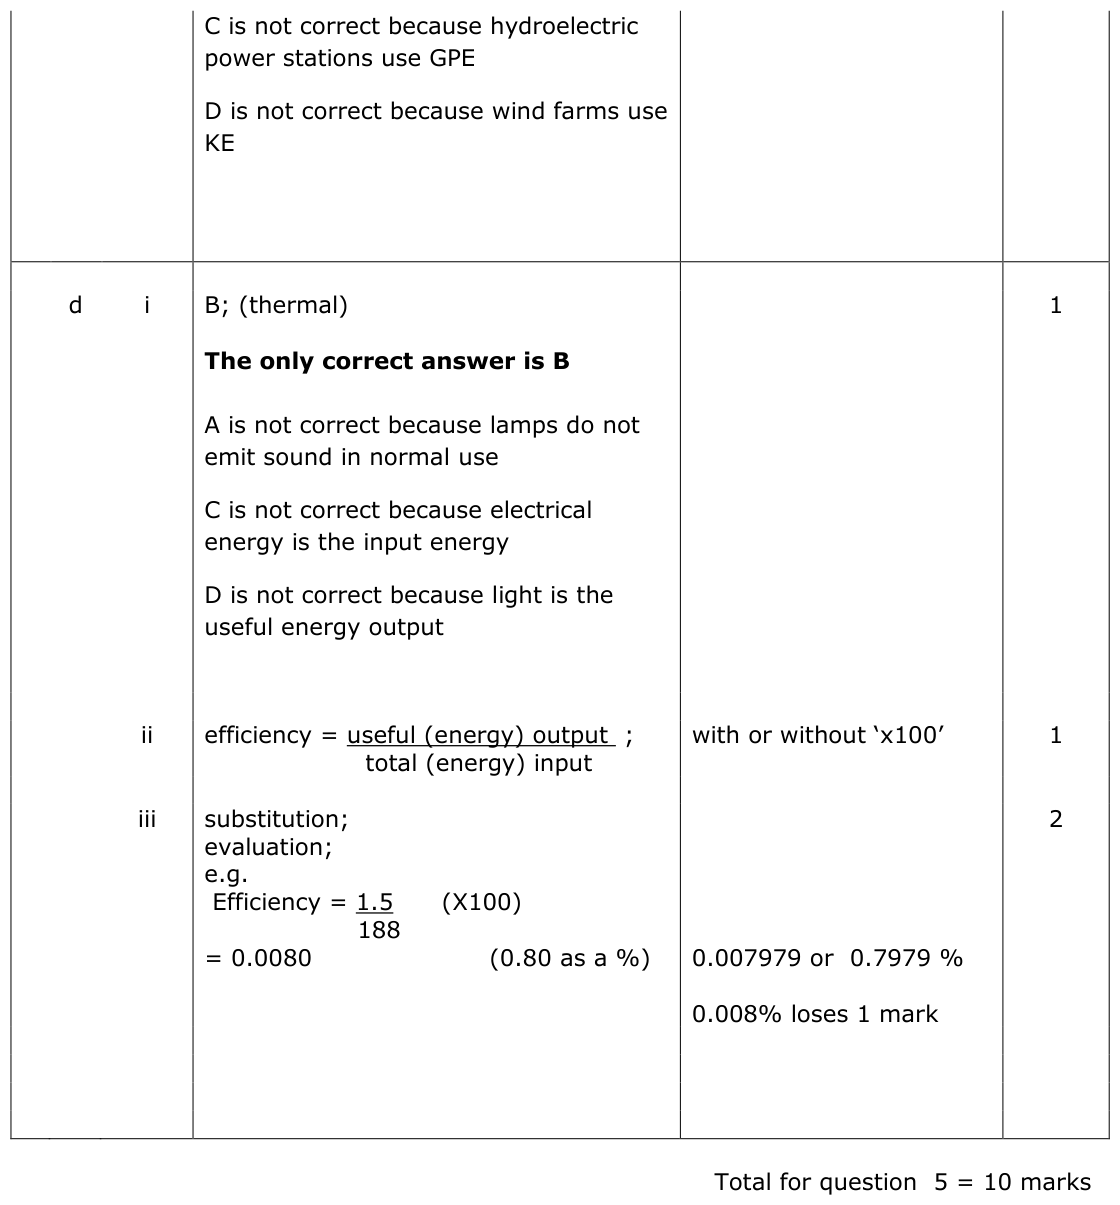 C is not correct because hydroelectric
power stations use GPE
D is not correct because wind farms use
KE
d i B; (thermal) 1
The only correct answer is B
A is not correct because lamps do not
emit sound in normal use
C is not correct because electrical
energy is the input energy
D is not correct because light is the
useful energy output
ii efficiency = useful (energy) output ; with or without ‘x100’ 1
total (energy) input
iii substitution; 2
evaluation;
e.g.
Efficiency = 1.5 (X100)
188
= 0.0080 (0.80 as a %) 0.007979 or 0.7979 %
0.008% loses 1 mark
Total for question 5 = 10 marks